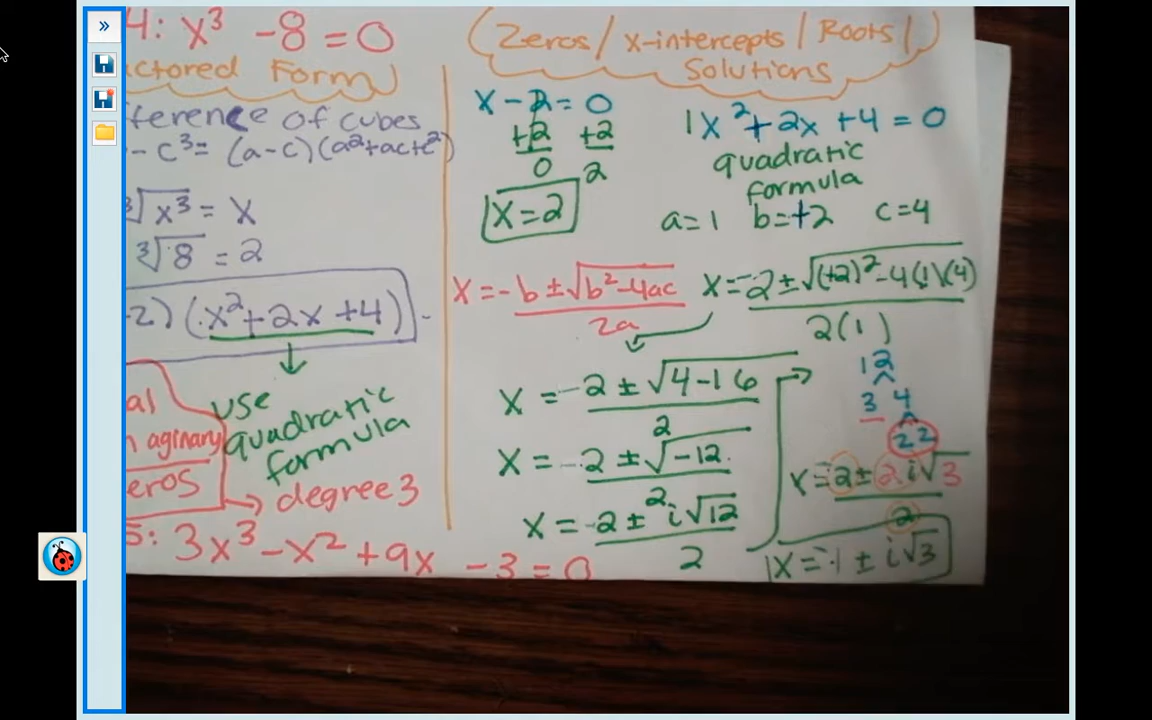 4: x³ - 8 = 0
ctored Form)
ference of cubes
- c³ = (a-c)(a²+ac+c²)
∛x³ = x
∛8 = 2
-2)(x²+2x+4)
use
quadratic
formula
al
maginary
eros
degree 3
5: 3x³ - x² + 9x - 3 = 0
(Zeros / x-intercepts / Roots /
Solutions)
x - 2 = 0
+2 +2
0 2
x = 2
1x² + 2x + 4 = 0
quadratic
formula
a = 1 b = +2 c = 4
x = -b ± √b² - 4ac
2a
x = -2 ± √(+2)² - 4(1)(4)
2(1)
x = -2 ± √4 - 16
2
x = -2 ± √-12
2
x = -2 ± i√12
2
12
3 4
2 2
x = -2 ± 2i√3
2
x = -1 ± i√3